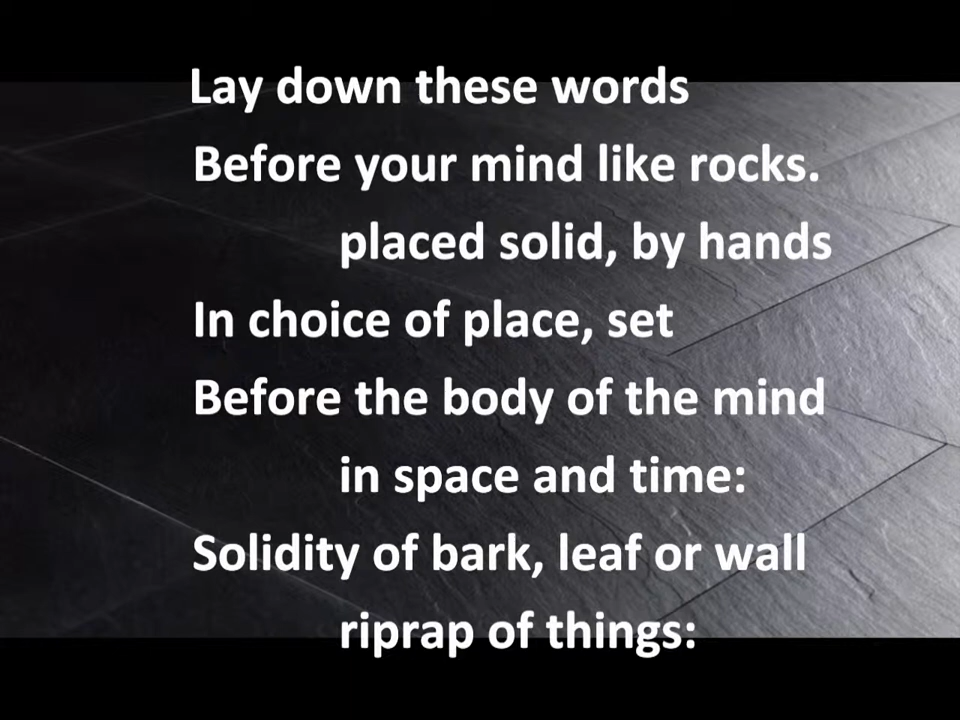 Lay down these words
Before your mind like rocks.
placed solid, by hands
In choice of place, set
Before the body of the mind
in space and time:
Solidity of bark, leaf or wall
riprap of things: